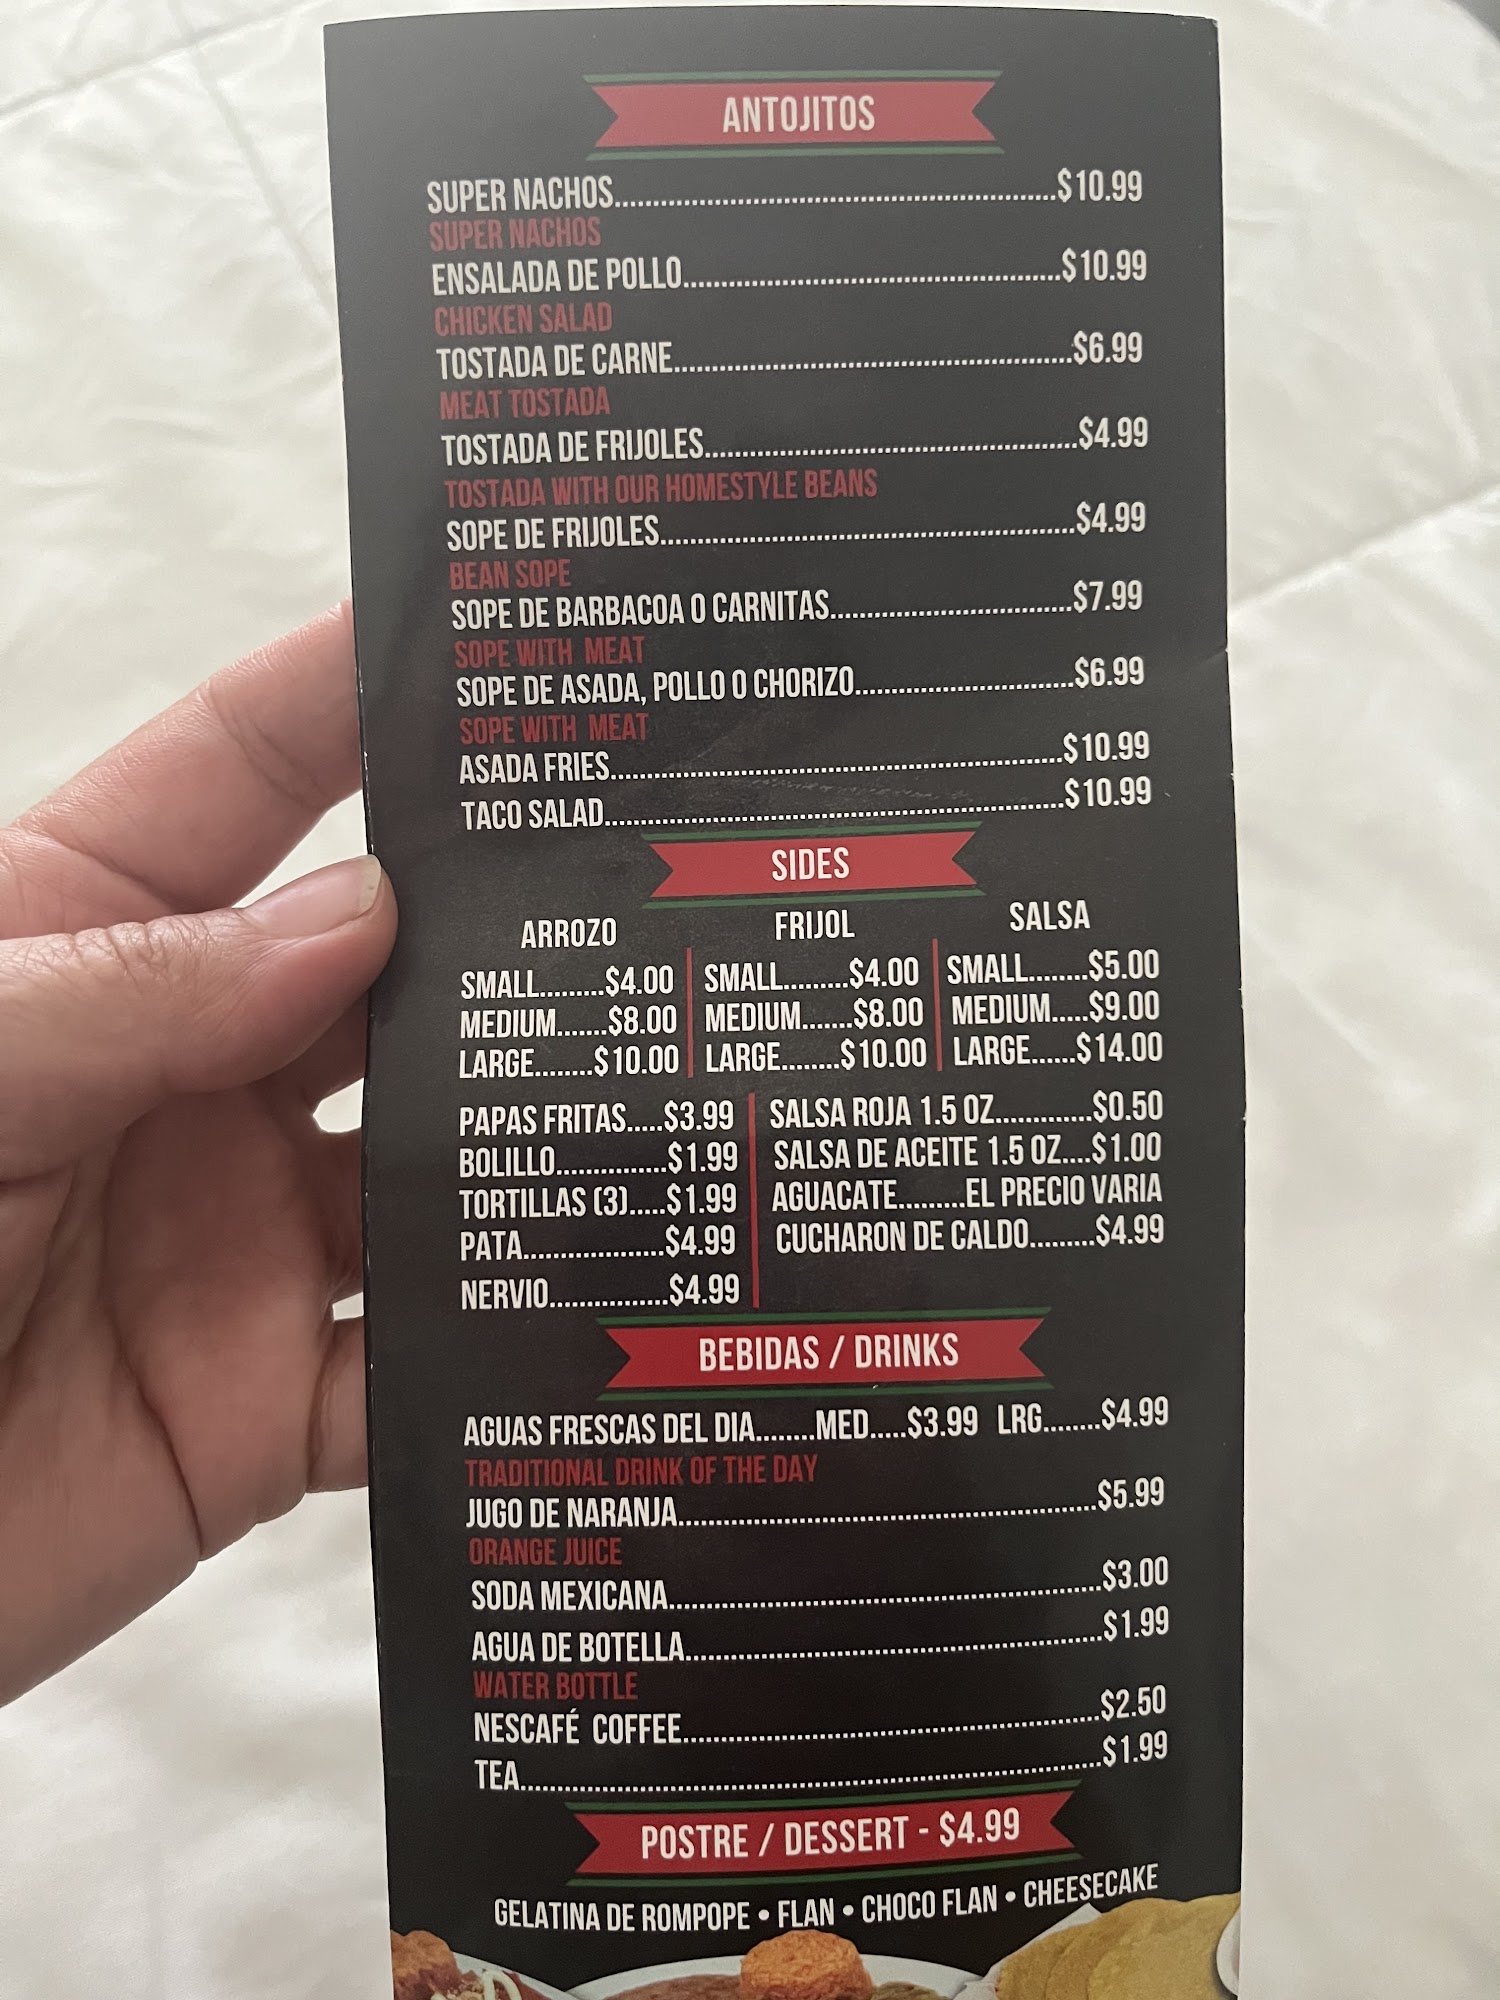 ANTOJITOS
SUPER NACHOS.....$10.99
SUPER NACHOS
ENSALADA DE POLLO.....$10.99
CHICKEN SALAD
TOSTADA DE CARNE.....$6.99
MEAT TOSTADA
TOSTADA DE FRIJOLES.....$4.99
TOSTADA WITH OUR HOMESTYLE BEANS
SOPE DE FRIJOLES.....$4.99
BEAN SOPE
SOPE DE BARBACOA O CARNITAS.....$7.99
SOPE WITH MEAT
SOPE DE ASADA, POLLO O CHORIZO.....$6.99
SOPE WITH MEAT
ASADA FRIES.....$10.99
TACO SALAD.....$10.99
SIDES
ARROZO FRIJOL SALSA
SMALL.....$4.00 SMALL.....$4.00 SMALL.....$5.00
MEDIUM.....$8.00 MEDIUM.....$8.00 MEDIUM.....$9.00
LARGE.....$10.00 LARGE.....$10.00 LARGE.....$14.00
PAPAS FRITAS.....$3.99 SALSA ROJA 1.5 OZ.....$0.50
BOLILLO.....$1.99 SALSA DE ACEITE 1.5 OZ....$1.00
TORTILLAS (3).....$1.99 AGUACATE.....EL PRECIO VARIA
PATA.....$4.99 CUCHARON DE CALDO.....$4.99
NERVIO.....$4.99
BEBIDAS / DRINKS
AGUAS FRESCAS DEL DIA.....MED.....$3.99 LRG.....$4.99
TRADITIONAL DRINK OF THE DAY
JUGO DE NARANJA.....$5.99
ORANGE JUICE
SODA MEXICANA.....$3.00
AGUA DE BOTELLA.....$1.99
WATER BOTTLE
NESCAFÉ COFFEE.....$2.50
TEA.....$1.99
POSTRE / DESSERT - $4.99
GELATINA DE ROMPOPE • FLAN • CHOCO FLAN • CHEESECAKE